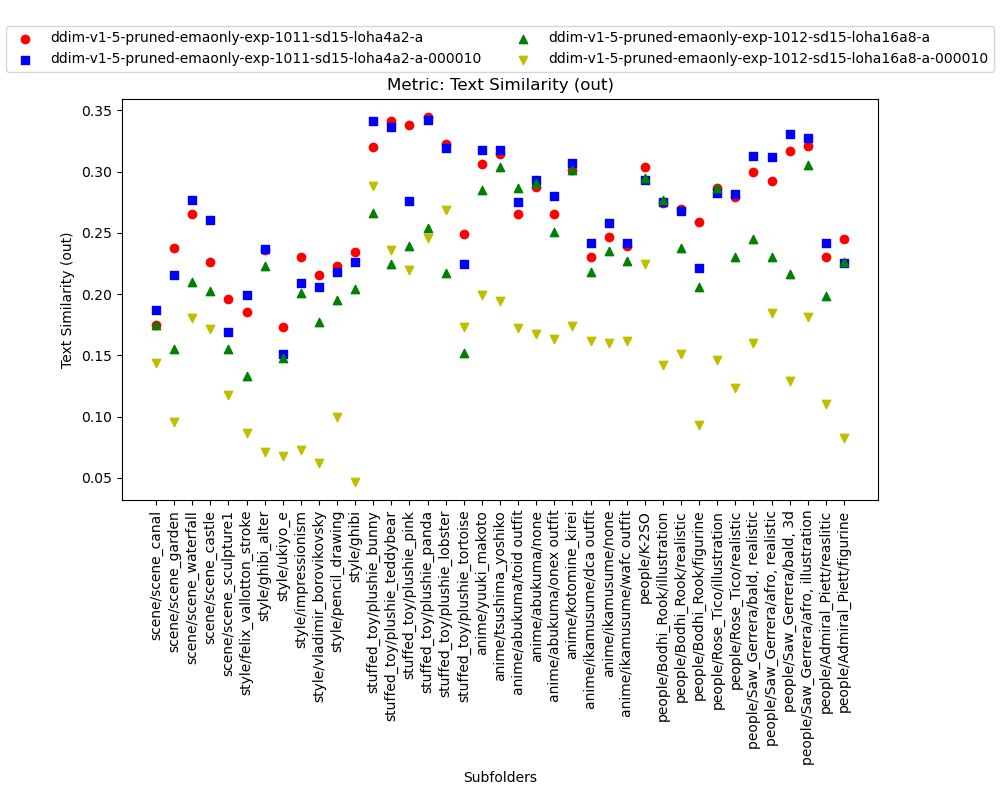 ddim-v1-5-pruned-emaonly-exp-1011-sd15-loha4a2-a
ddim-v1-5-pruned-emaonly-exp-1011-sd15-loha4a2-a-000010
ddim-v1-5-pruned-emaonly-exp-1012-sd15-loha16a8-a
ddim-v1-5-pruned-emaonly-exp-1012-sd15-loha16a8-a-000010
Metric: Text Similarity (out)
Text Similarity (out)
0.35
0.30
0.25
0.20
0.15
0.10
0.05
scene/scene_canal
scene/scene_garden
scene/scene_waterfall
scene/scene_castle
scene/scene_sculpture1
style/felix_vallotton_stroke
style/ghibi_alter
style/ukiyo_e
style/impressionism
style/vladimir_borovikovsky
style/pencil_drawing
style/ghibi
stuffed_toy/plushie_bunny
stuffed_toy/plushie_teddybear
stuffed_toy/plushie_pink
stuffed_toy/plushie_panda
stuffed_toy/plushie_lobster
stuffed_toy/plushie_tortoise
anime/yuuki_makoto
anime/tsushima_yoshiko
anime/abukuma/toid outfit
anime/abukuma/none
anime/abukuma/onex outfit
anime/kotomine_kirei
anime/ikamusume/dca outfit
anime/ikamusume/none
anime/ikamusume/wafc outfit
people/K-2SO
people/Bodhi_Rook/illustration
people/Bodhi_Rook/realistic
people/Bodhi_Rook/figurine
people/Rose_Tico/illustration
people/Rose_Tico/realistic
people/Saw_Gerrera/bald, realistic
people/Saw_Gerrera/afro, realistic
people/Saw_Gerrera/bald, 3d
people/Saw_Gerrera/afro, illustration
people/Admiral_Piett/reaslitic
people/Admiral_Piett/figurine
Subfolders